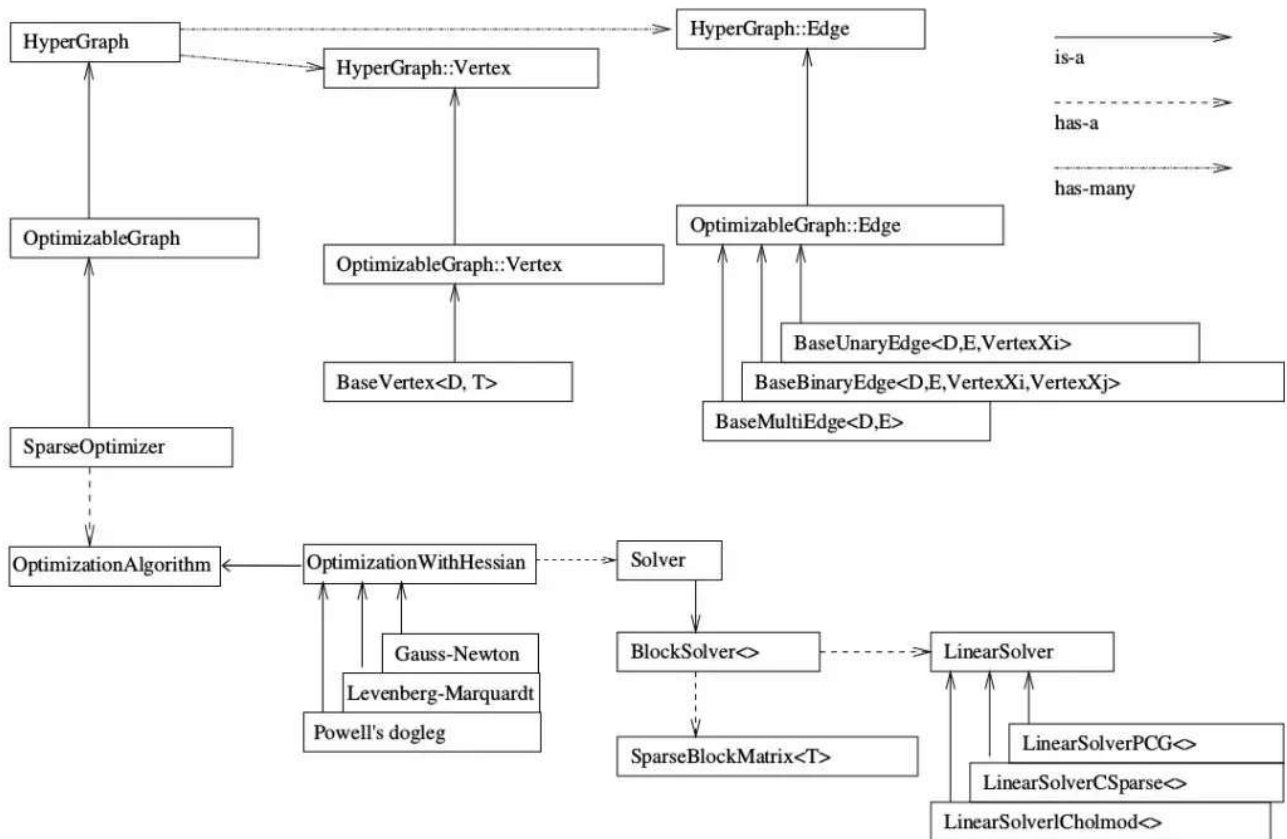 HyperGraph
HyperGraph::Edge
HyperGraph::Vertex
is-a
has-a
has-many
OptimizableGraph
OptimizableGraph::Edge
OptimizableGraph::Vertex
BaseUnaryEdge<D,E,VertexXi>
BaseVertex<D, T>
BaseBinaryEdge<D,E,VertexXi,VertexXj>
BaseMultiEdge<D,E>
SparseOptimizer
OptimizationAlgorithm
OptimizationWithHessian
Solver
Gauss-Newton
Levenberg-Marquardt
Powell's dogleg
BlockSolver<>
LinearSolver
SparseBlockMatrix<T>
LinearSolverPCG<>
LinearSolverCSparse<>
LinearSolverlCholmod<>